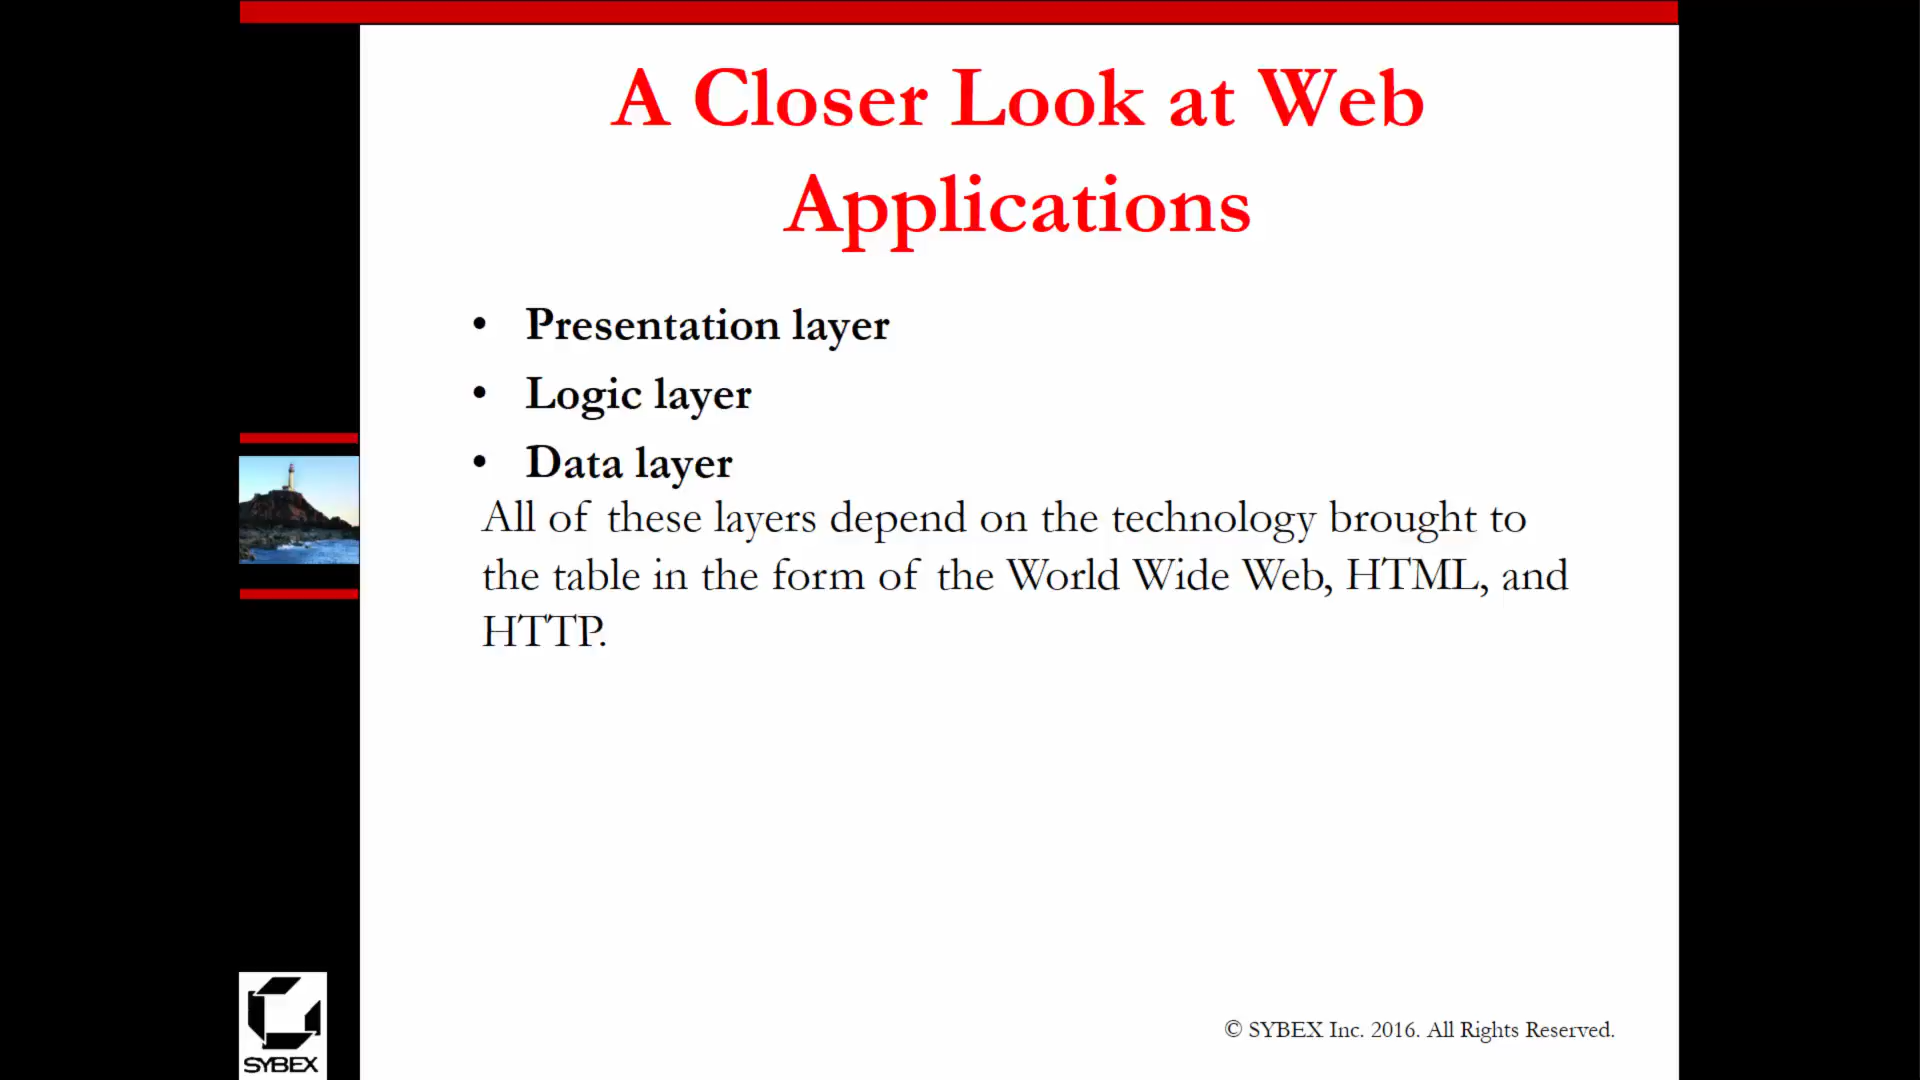 A Closer Look at Web
Applications
• Presentation layer
• Logic layer
• Data layer
All of these layers depend on the technology brought to
the table in the form of the World Wide Web, HTML, and
HTTP.
© SYBEX Inc. 2016. All Rights Reserved.
SYBEX